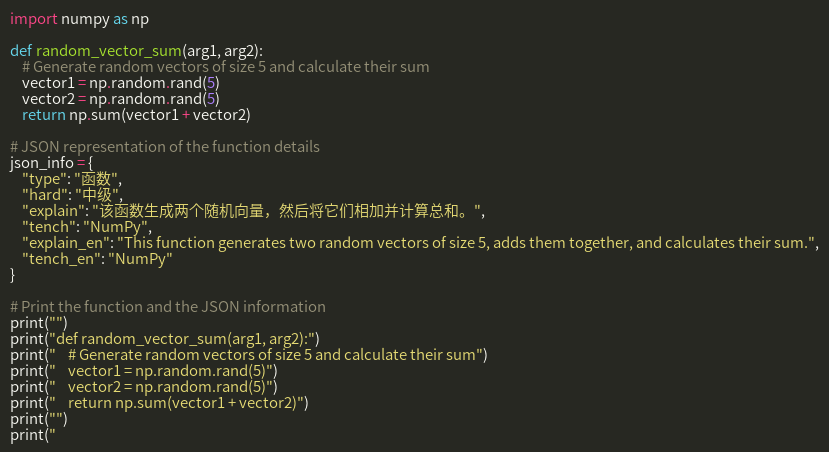 import numpy as np

def random_vector_sum(arg1, arg2):
    # Generate random vectors of size 5 and calculate their sum
    vector1 = np.random.rand(5)
    vector2 = np.random.rand(5)
    return np.sum(vector1 + vector2)

# JSON representation of the function details
json_info = {
    "type": "函数",
    "hard": "中级",
    "explain": "该函数生成两个随机向量，然后将它们相加并计算总和。",
    "tench": "NumPy",
    "explain_en": "This function generates two random vectors of size 5, adds them together, and calculates their sum.",
    "tench_en": "NumPy"
}

# Print the function and the JSON information
print("")
print("def random_vector_sum(arg1, arg2):")
print("    # Generate random vectors of size 5 and calculate their sum")
print("    vector1 = np.random.rand(5)")
print("    vector2 = np.random.rand(5)")
print("    return np.sum(vector1 + vector2)")
print("")
print("